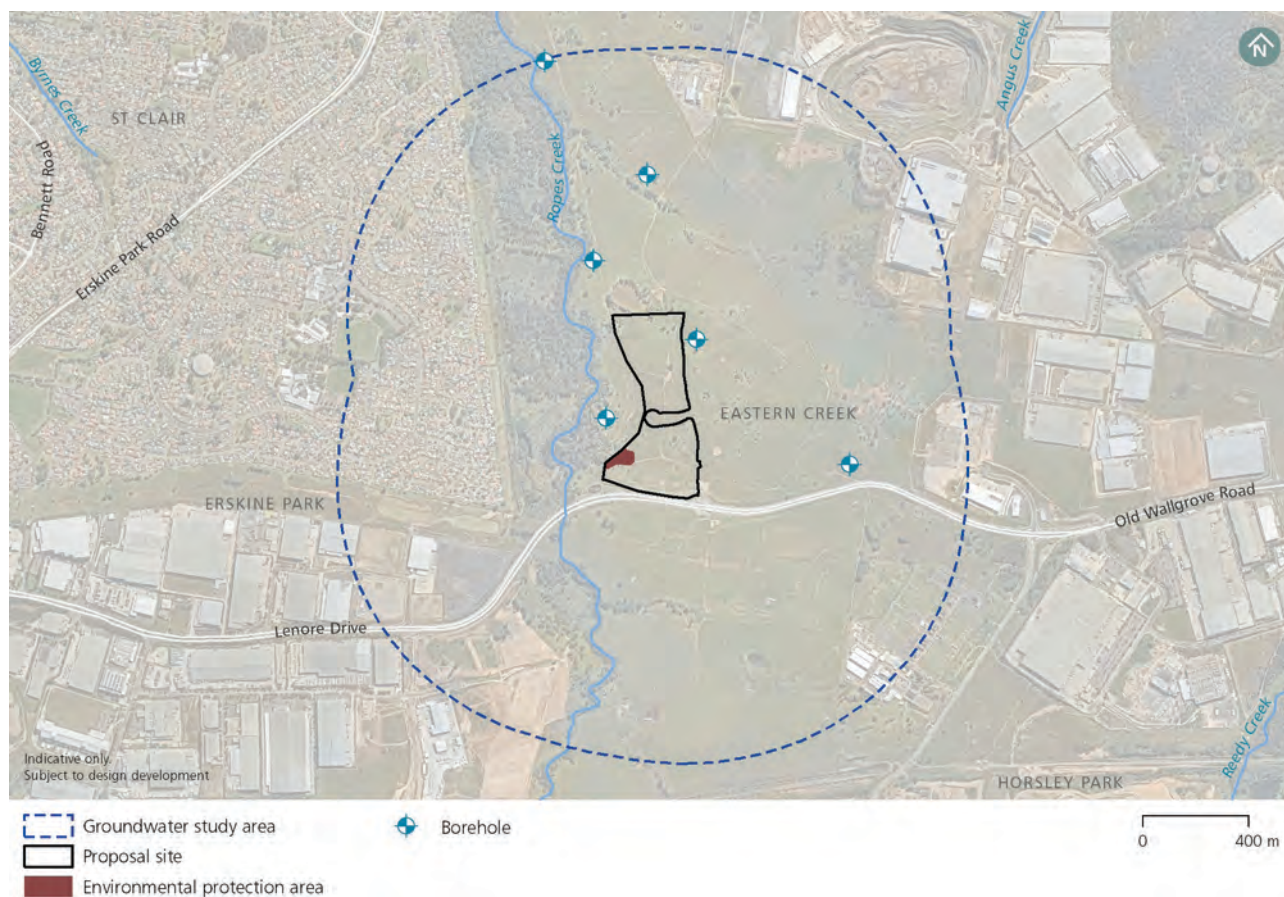 N
Byrnes Creek
ST CLAIR
Bennett Road
Erskine Park Road
Ropes Creek
Angus Creek
EASTERN CREEK
ERSKINE PARK
Old Wallgrove Road
Lenore Drive
Reedy Creek
HORSLEY PARK
Indicative only.
Subject to design development
Groundwater study area
Borehole
Proposal site
Environmental protection area
0 400 m